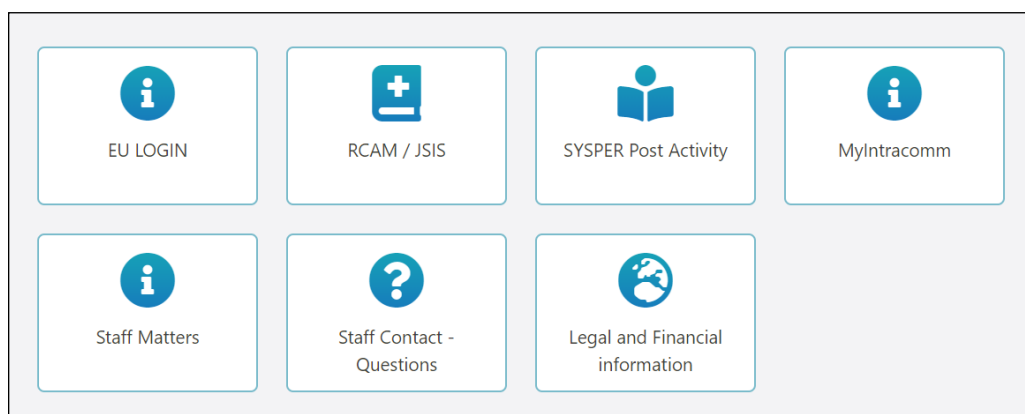 EU LOGIN
RCAM / JSIS
SYSPER Post Activity
MyIntracomm
Staff Matters
Staff Contact -
Questions
Legal and Financial
information